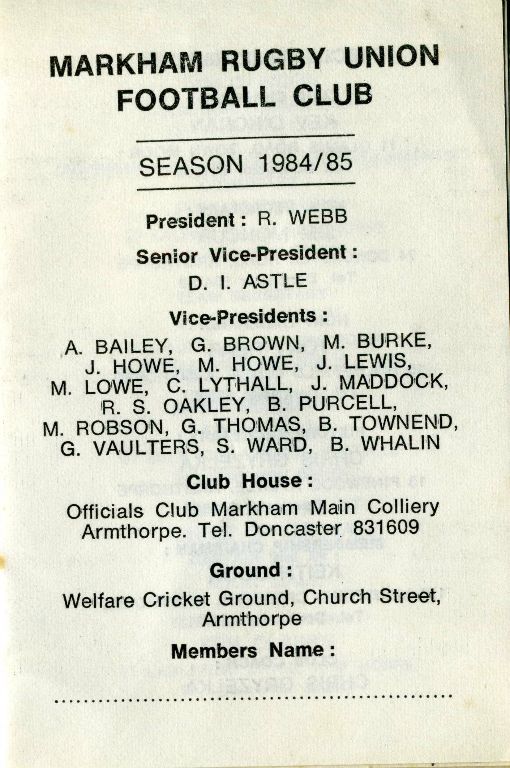 MARKHAM RUGBY UNION
FOOTBALL CLUB
SEASON 1984/85
President : R. WEBB
Senior Vice-President :
D. I. ASTLE
Vice-Presidents :
A. BAILEY, G. BROWN, M. BURKE,
J. HOWE, M. HOWE, J. LEWIS,
M. LOWE, C. LYTHALL, J. MADDOCK,
R. S. OAKLEY, B. PURCELL,
M. ROBSON, G. THOMAS, B. TOWNEND,
G. VAULTERS, S. WARD, B. WHALIN
Club House :
Officials Club Markham Main Colliery
Armthorpe. Tel. Doncaster 831609
Ground :
Welfare Cricket Ground, Church Street,
Armthorpe
Members Name :